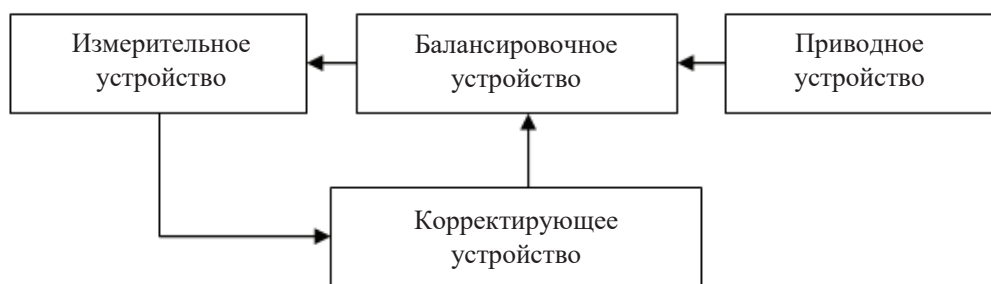 Измерительное
устройство
Балансировочное
устройство
Приводное
устройство
Корректирующее
устройство